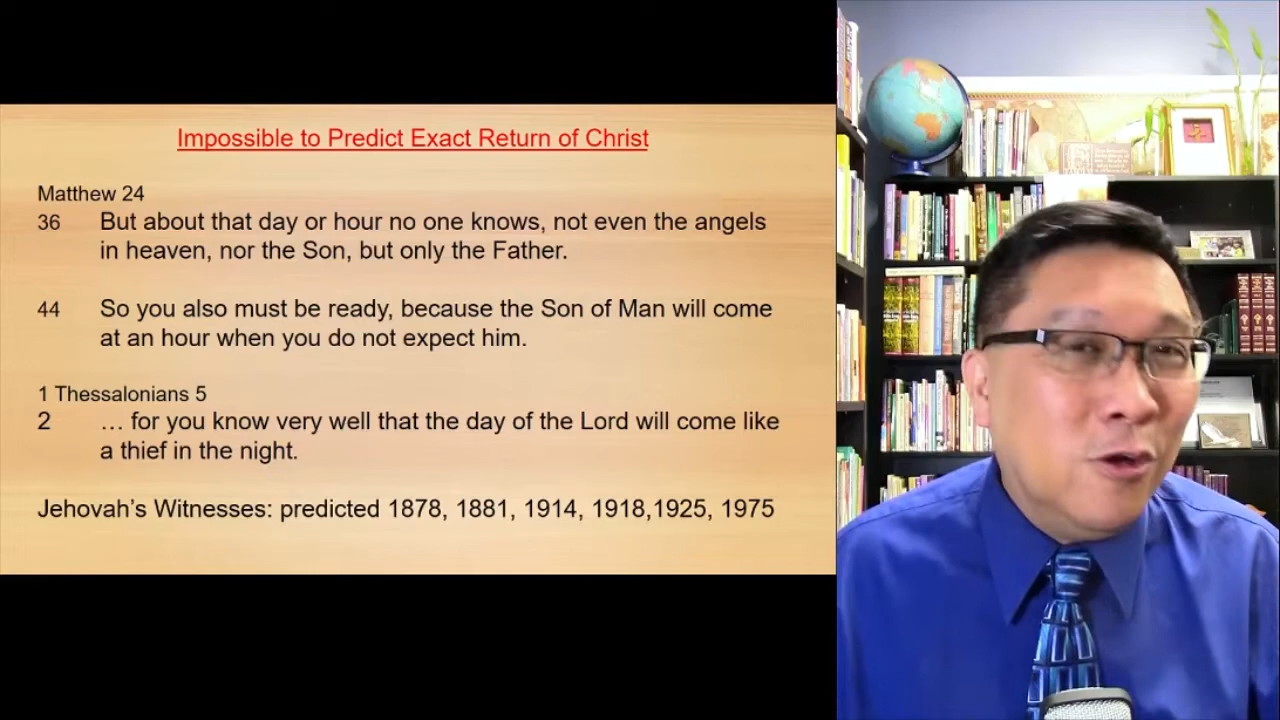 Impossible to Predict Exact Return of Christ
Matthew 24
36 But about that day or hour no one knows, not even the angels
in heaven, nor the Son, but only the Father.
44 So you also must be ready, because the Son of Man will come
at an hour when you do not expect him.
1 Thessalonians 5
2 … for you know very well that the day of the Lord will come like
a thief in the night.
Jehovah’s Witnesses: predicted 1878, 1881, 1914, 1918,1925, 1975